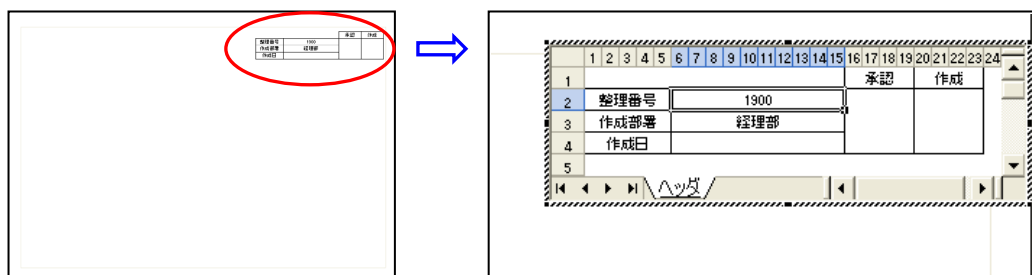 承認 作成
整理番号 1900
作成部署 経理部
作成日
1 2 3 4 5 6 7 8 9 10 11 12 13 14 15 16 17 18 19 20 21 22 23 24
1 承認 作成
2 整理番号 1900
3 作成部署 経理部
4 作成日
5
ヘッダ